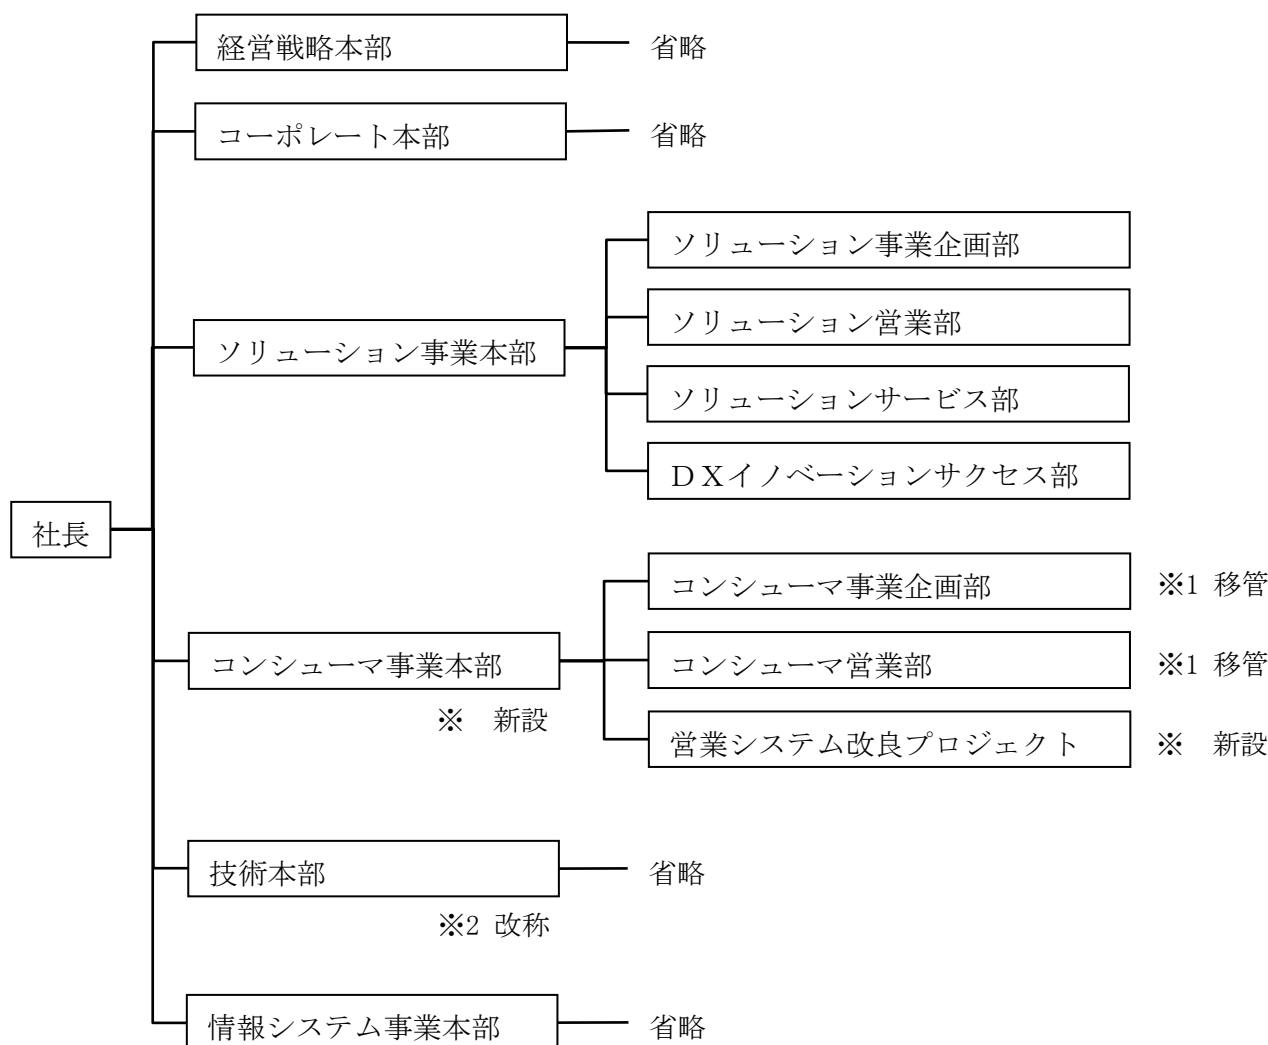 経営戦略本部 省略
コーポレート本部 省略
ソリューション事業企画部
ソリューション営業部
ソリューション事業本部
ソリューションサービス部
ＤＸイノベーションサクセス部
社長
コンシューマ事業企画部 ※1 移管
コンシューマ事業本部
コンシューマ営業部 ※1 移管
※ 新設
営業システム改良プロジェクト ※ 新設
技術本部 省略
※2 改称
情報システム事業本部 省略